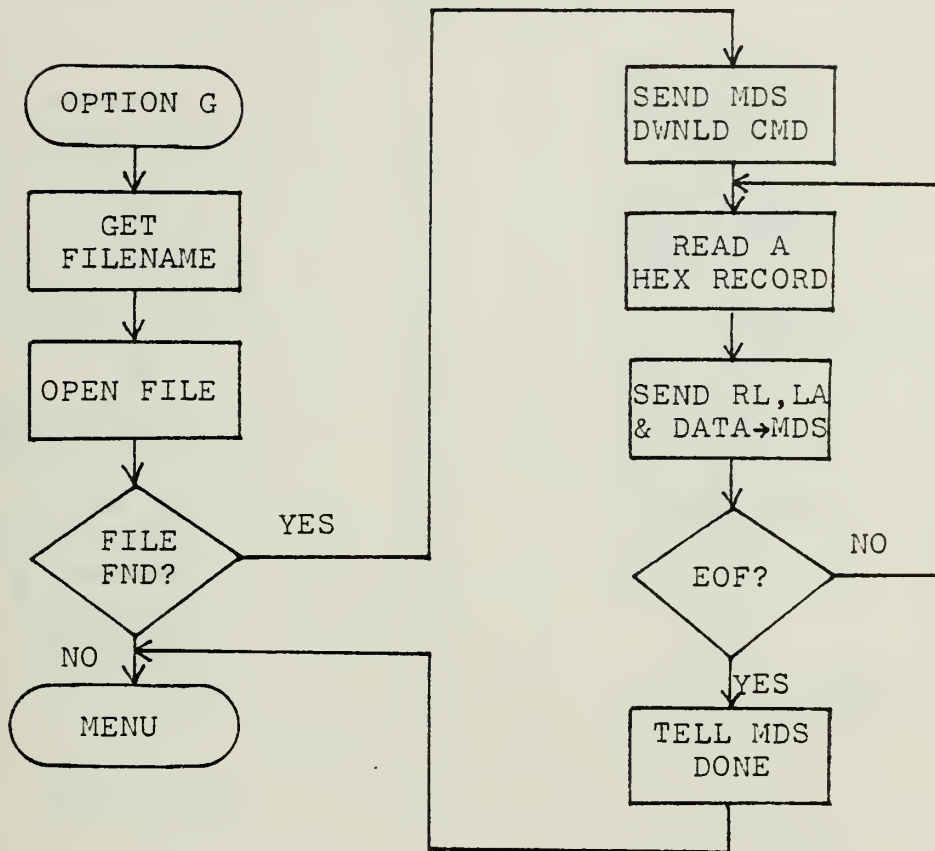 OPTION G
GET
FILENAME
OPEN FILE
FILE
FND?
YES
NO
MENU
SEND MDS
DWNLD CMD
READ A
HEX RECORD
SEND RL,LA
& DATA→MDS
EOF?
NO
YES
TELL MDS
DONE